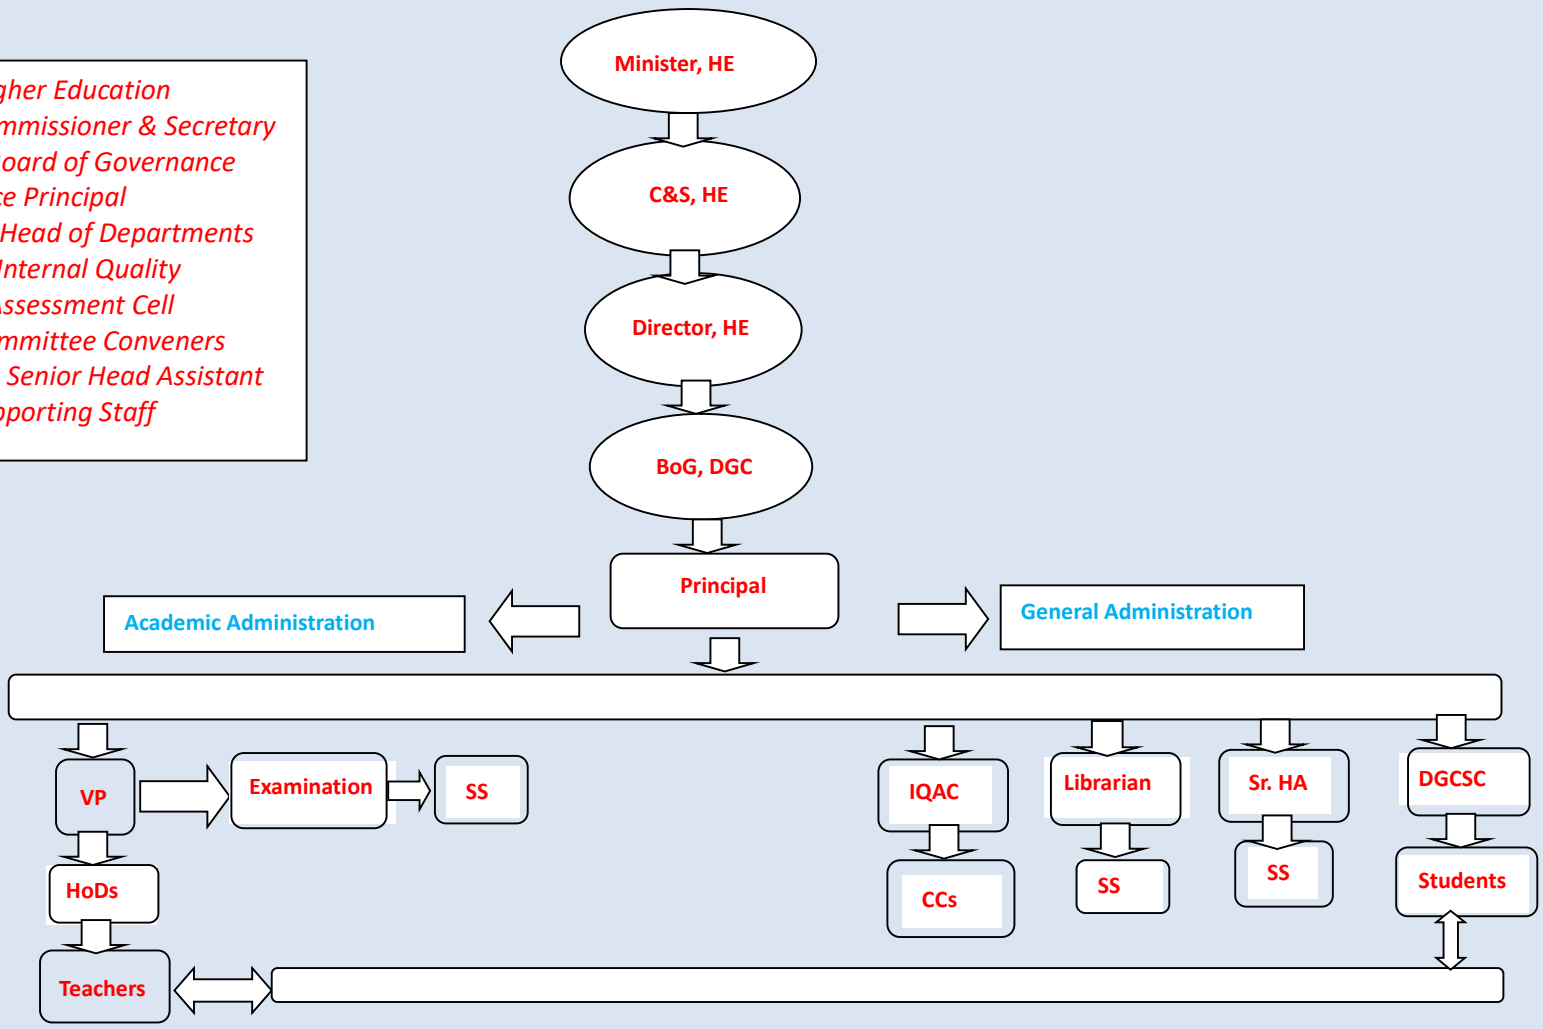 Minister, HE
gher Education
mmissioner & Secretary
oard of Governance
ce Principal
Head of Departments
Internal Quality
Assessment Cell
mmittee Conveners
Senior Head Assistant
pporting Staff
C&S, HE
Director, HE
BoG, DGC
Principal
Academic Administration
General Administration
VP
Examination
SS
IQAC
Librarian
Sr. HA
DGCSC
HoDs
CCs
SS
SS
Students
Teachers